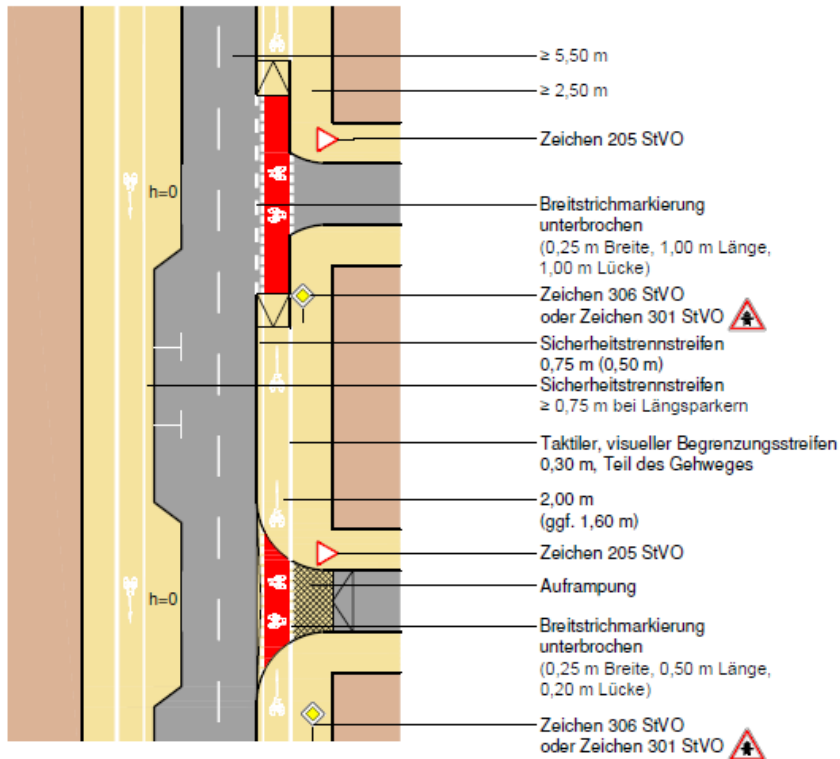 ≥ 5,50 m
≥ 2,50 m
Zeichen 205 StVO
h=0
Breitstrichmarkierung
unterbrochen
(0,25 m Breite, 1,00 m Länge,
1,00 m Lücke)
Zeichen 306 StVO
oder Zeichen 301 StVO
Sicherheitstrennstreifen
0,75 m (0,50 m)
Sicherheitstrennstreifen
≥ 0,75 m bei Längsparkern
Taktiler, visueller Begrenzungsstreifen
0,30 m, Teil des Gehweges
2,00 m
(ggf. 1,60 m)
Zeichen 205 StVO
Auframpung
h=0
Breitstrichmarkierung
unterbrochen
(0,25 m Breite, 0,50 m Länge,
0,20 m Lücke)
Zeichen 306 StVO
oder Zeichen 301 StVO